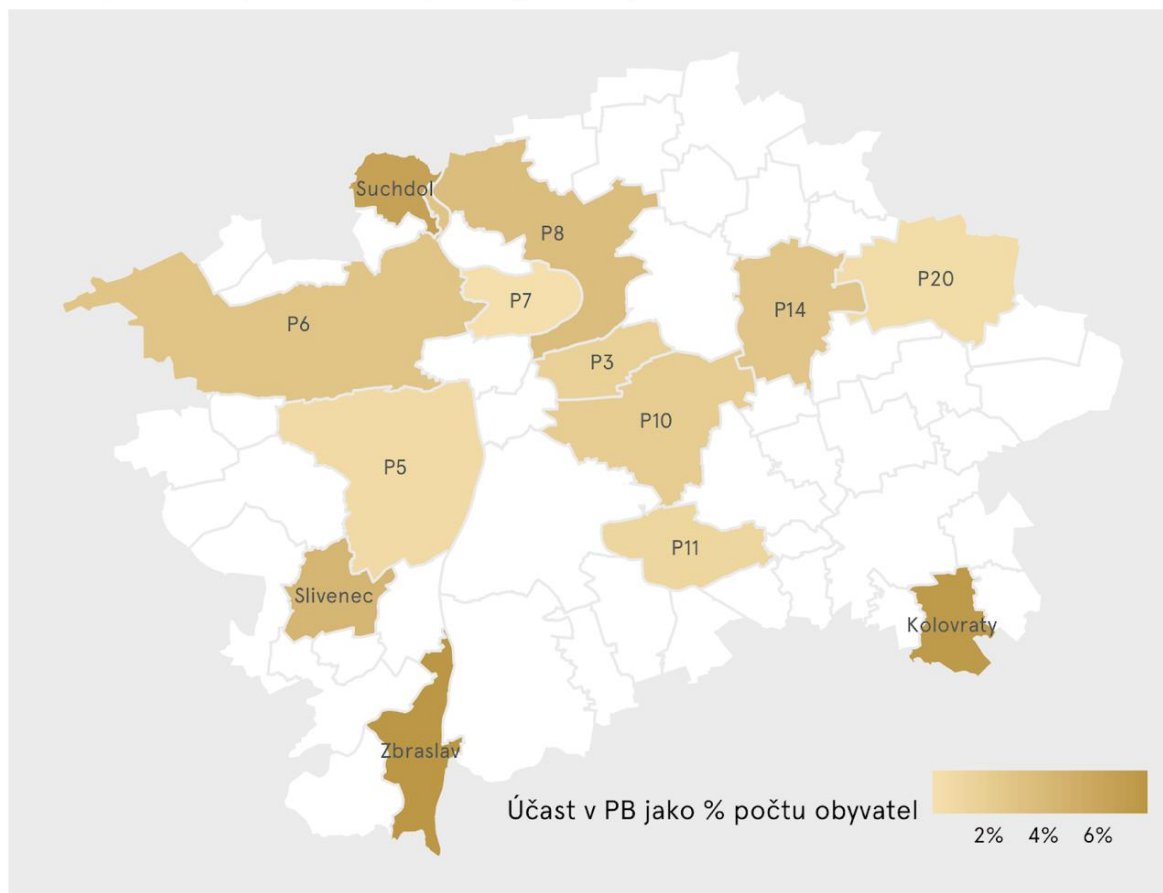 Suchdol
P8
P20
P7
P14
P6
P3
P10
P5
P11
Slivenec
Kolovraty
Zbraslav
Účast v PB jako % počtu obyvatel
2% 4% 6%